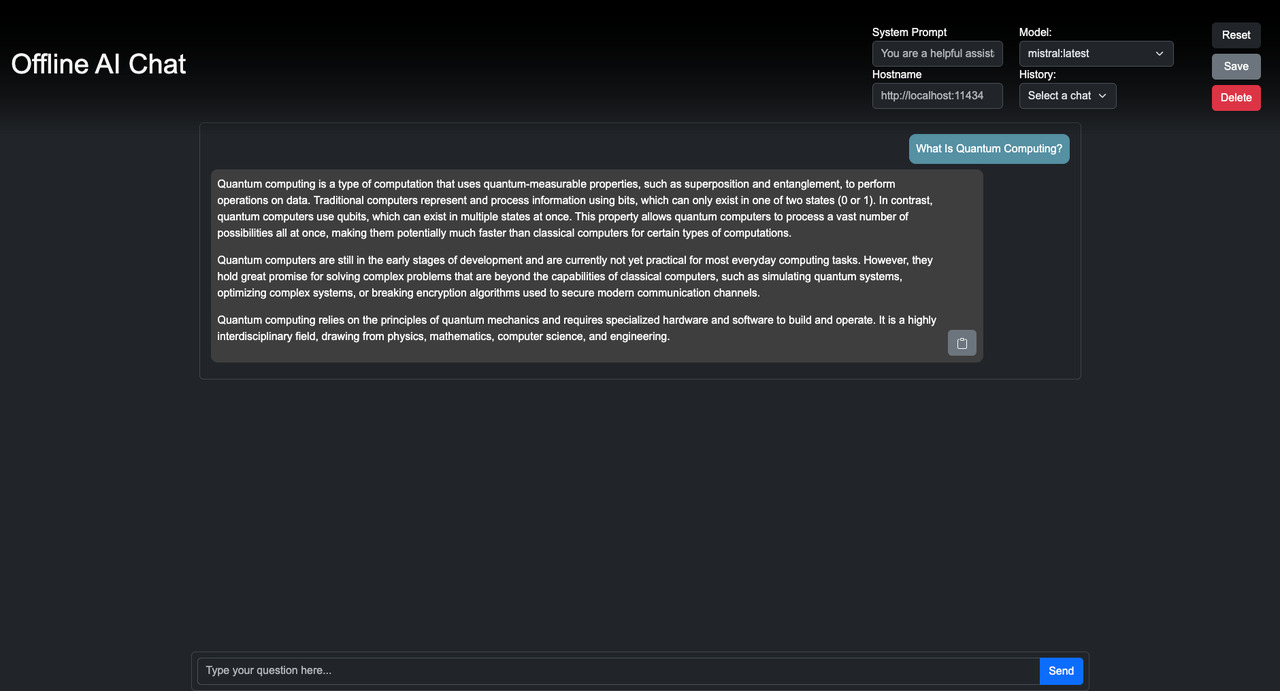 Offline AI Chat
System Prompt
You are a helpful assist
Hostname
http://localhost:11434
Model:
mistral:latest
History:
Select a chat
Reset
Save
Delete
What Is Quantum Computing?
Quantum computing is a type of computation that uses quantum-measurable properties, such as superposition and entanglement, to perform
operations on data. Traditional computers represent and process information using bits, which can only exist in one of two states (0 or 1). In contrast,
quantum computers use qubits, which can exist in multiple states at once. This property allows quantum computers to process a vast number of
possibilities all at once, making them potentially much faster than classical computers for certain types of computations.
Quantum computers are still in the early stages of development and are currently not yet practical for most everyday computing tasks. However, they
hold great promise for solving complex problems that are beyond the capabilities of classical computers, such as simulating quantum systems,
optimizing complex systems, or breaking encryption algorithms used to secure modern communication channels.
Quantum computing relies on the principles of quantum mechanics and requires specialized hardware and software to build and operate. It is a highly
interdisciplinary field, drawing from physics, mathematics, computer science, and engineering.
Type your question here...
Send